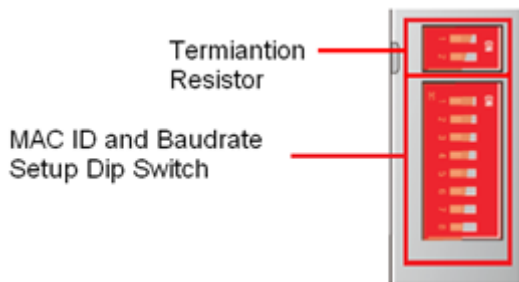 Termiantion
Resistor
MAC ID and Baudrate
Setup Dip Switch